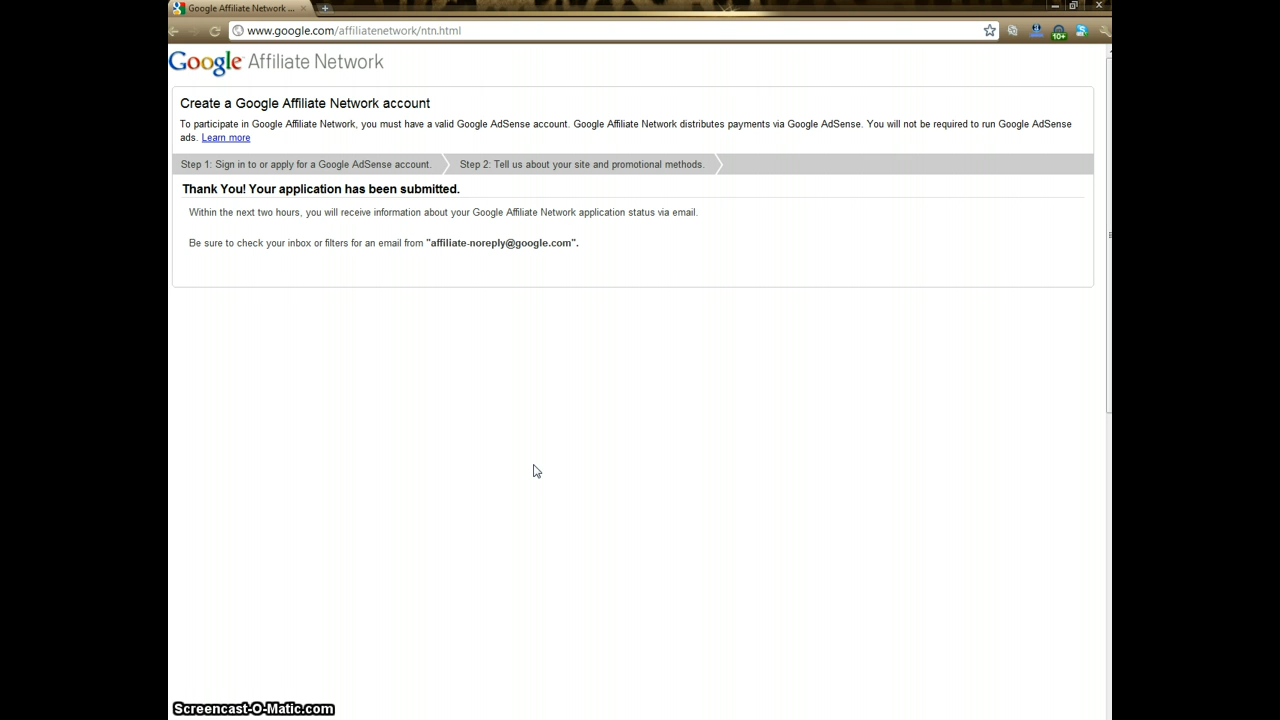 Google Affiliate Network ...
www.google.com/affiliatenetwork/ntn.html
10+
Google Affiliate Network
Create a Google Affiliate Network account
To participate in Google Affiliate Network, you must have a valid Google AdSense account. Google Affiliate Network distributes payments via Google AdSense. You will not be required to run Google AdSense
ads. Learn more
Step 1: Sign in to or apply for a Google AdSense account. Step 2: Tell us about your site and promotional methods.
Thank You! Your application has been submitted.
Within the next two hours, you will receive information about your Google Affiliate Network application status via email.
Be sure to check your inbox or filters for an email from "affiliate-noreply@google.com".
Screencast-O-Matic.com